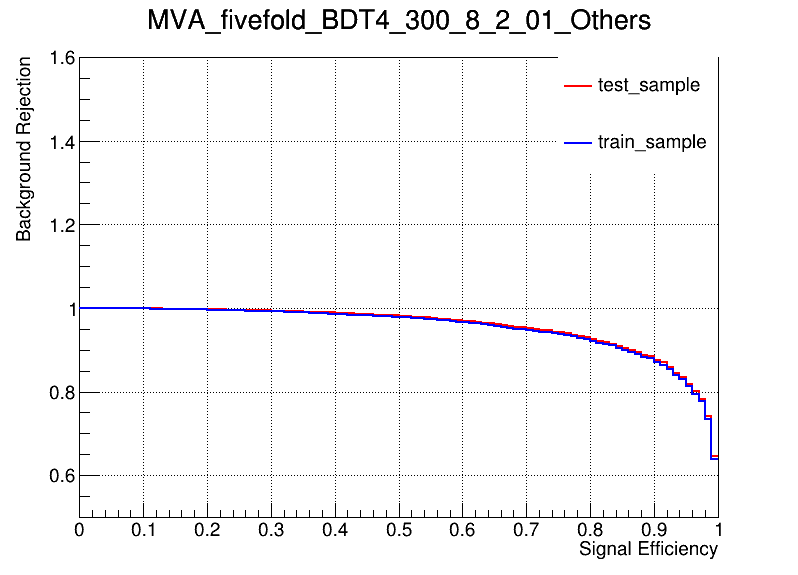 MVA_fivefold_BDT4_300_8_2_01_Others
Background Rejection
1.6
1.4
1.2
1
0.8
0.6
test_sample
train_sample
0 0.1 0.2 0.3 0.4 0.5 0.6 0.7 0.8 0.9 1
Signal Efficiency